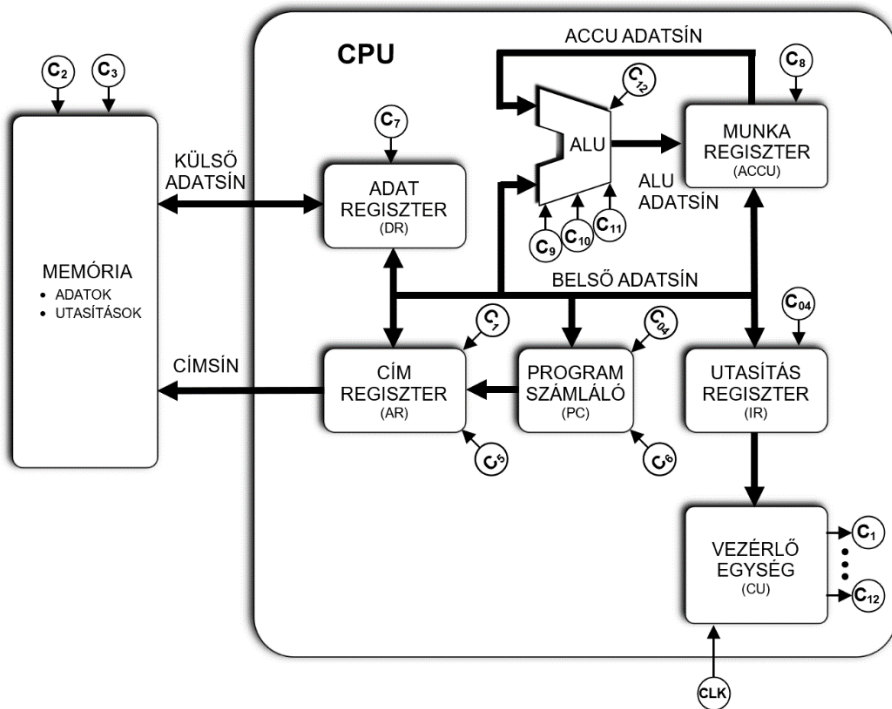 CPU
ACCU ADATSÍN
C2
C3
C12
C8
C7
ALU
MUNKA
REGISZTER
(ACCU)
KÜLSŐ
ADATSÍN
ADAT
REGISZTER
(DR)
ALU
ADATSÍN
C9
C10
C11
MEMÓRIA
• ADATOK
• UTASÍTÁSOK
BELSŐ ADATSÍN
C1
C04
C04
CÍMSÍN
CÍM
REGISZTER
(AR)
PROGRAM
SZÁMLÁLÓ
(PC)
UTASÍTÁS
REGISZTER
(IR)
C5
C6
VEZÉRLŐ
EGYSÉG
(CU)
C1
C12
CLK